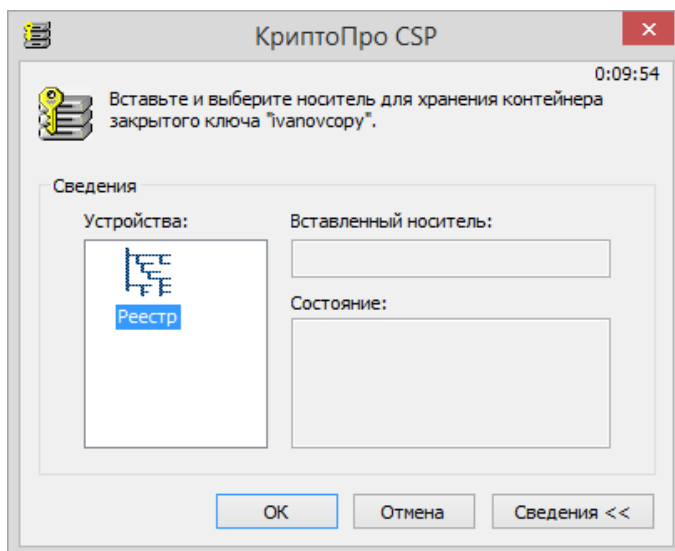 КриптоПро CSP
0:09:54
Вставьте и выберите носитель для хранения контейнера
закрытого ключа "ivanovcopy".
Сведения
Устройства:
Вставленный носитель:
Реестр
Состояние:
ОК
Отмена
Сведения <<